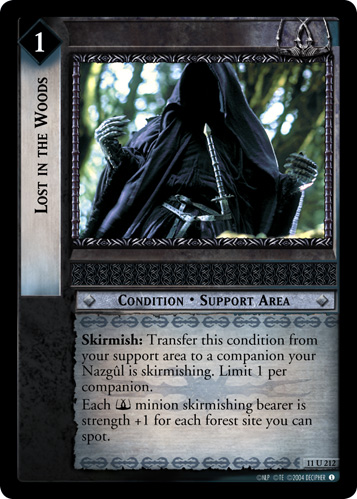 1
Lost in the Woods
Condition • Support Area
Skirmish: Transfer this condition from
your support area to a companion your
Nazgûl is skirmishing. Limit 1 per
companion.
Each minion skirmishing bearer is
strength +1 for each forest site you can
spot.
11 U 212
©NLP ©TE ©2004 DECIPHER